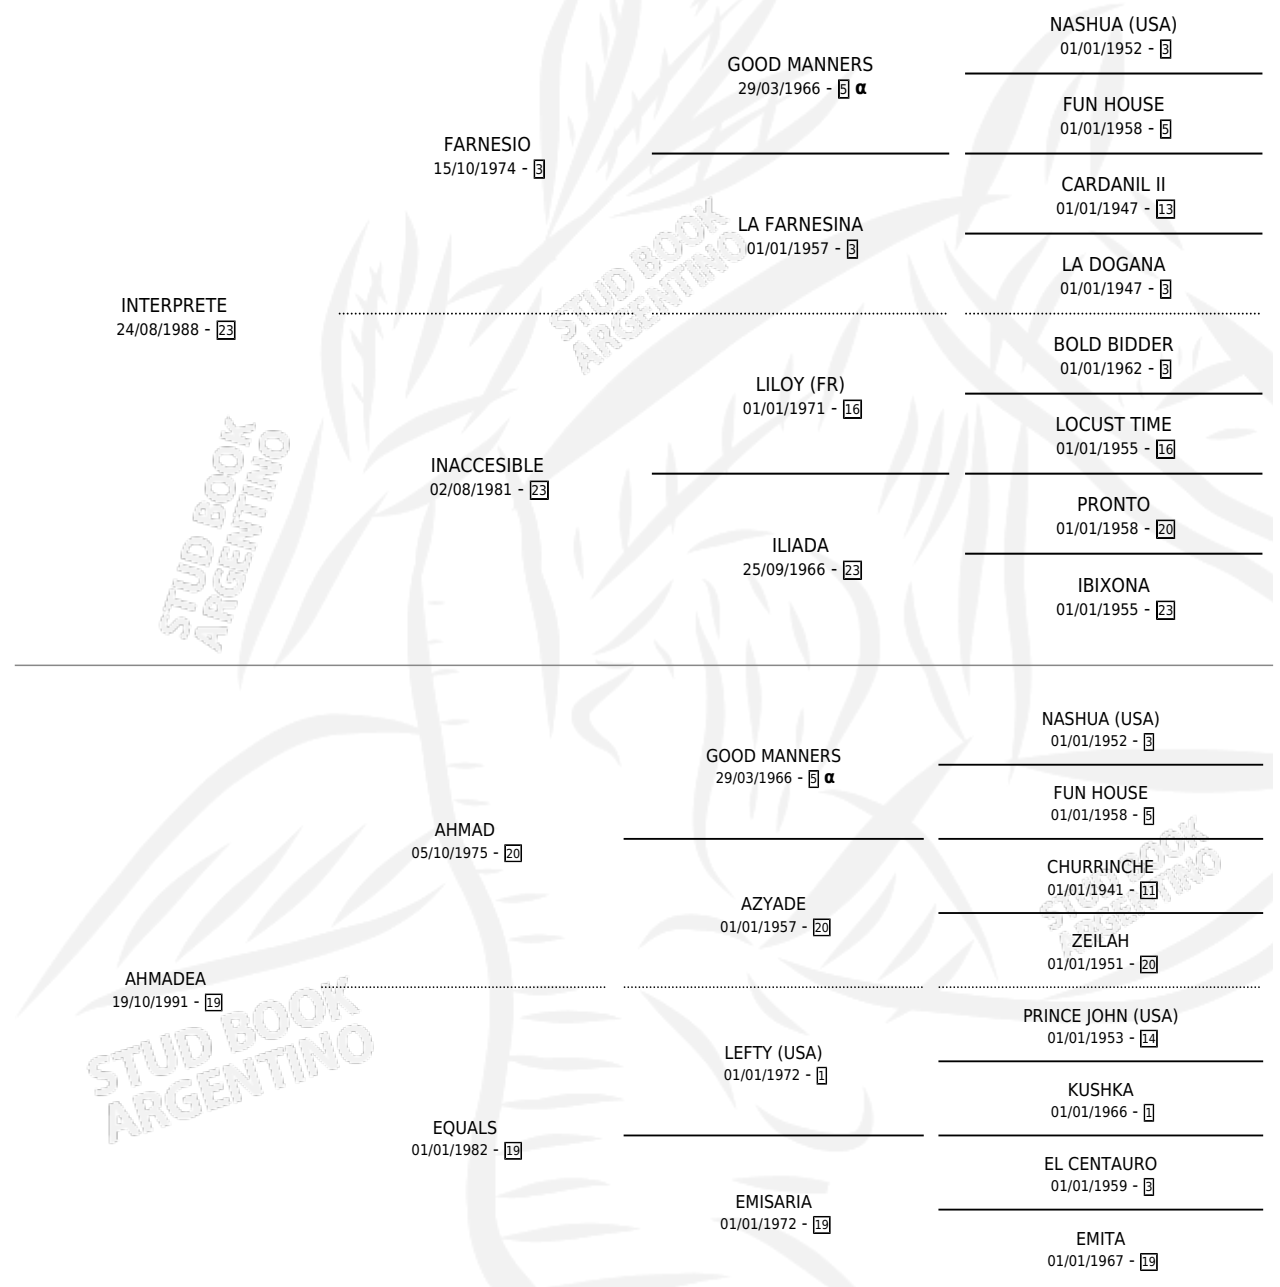 NASHUA (USA)
01/01/1952 - 3
GOOD MANNERS
29/03/1966 - 5 α
FUN HOUSE
01/01/1958 - 5
FARNESIO
15/10/1974 - 3
CARDANIL II
01/01/1947 - 13
LA FARNESINA
01/01/1957 - 3
LA DOGANA
01/01/1947 - 3
INTERPRETE
24/08/1988 - 23
BOLD BIDDER
01/01/1962 - 3
LILOY (FR)
01/01/1971 - 16
LOCUST TIME
01/01/1955 - 16
INACCESIBLE
02/08/1981 - 23
PRONTO
01/01/1958 - 20
ILIADA
25/09/1966 - 23
IBIXONA
01/01/1955 - 23
STUD BOOK
ARGENTINO
STUD BOOK
ARGENTINO
NASHUA (USA)
01/01/1952 - 3
GOOD MANNERS
29/03/1966 - 5 α
FUN HOUSE
01/01/1958 - 5
AHMAD
05/10/1975 - 20
CHURRINCHE
01/01/1941 - 11
AZYADE
01/01/1957 - 20
ZEILAH
01/01/1951 - 20
AHMADEA
19/10/1991 - 19
PRINCE JOHN (USA)
01/01/1953 - 14
LEFTY (USA)
01/01/1972 - 1
KUSHKA
01/01/1966 - 1
EQUALS
01/01/1982 - 19
EL CENTAURO
01/01/1959 - 3
EMISARIA
01/01/1972 - 19
EMITA
01/01/1967 - 19
STUD BOOK
ARGENTINO
STUD BOOK
ARGENTINO